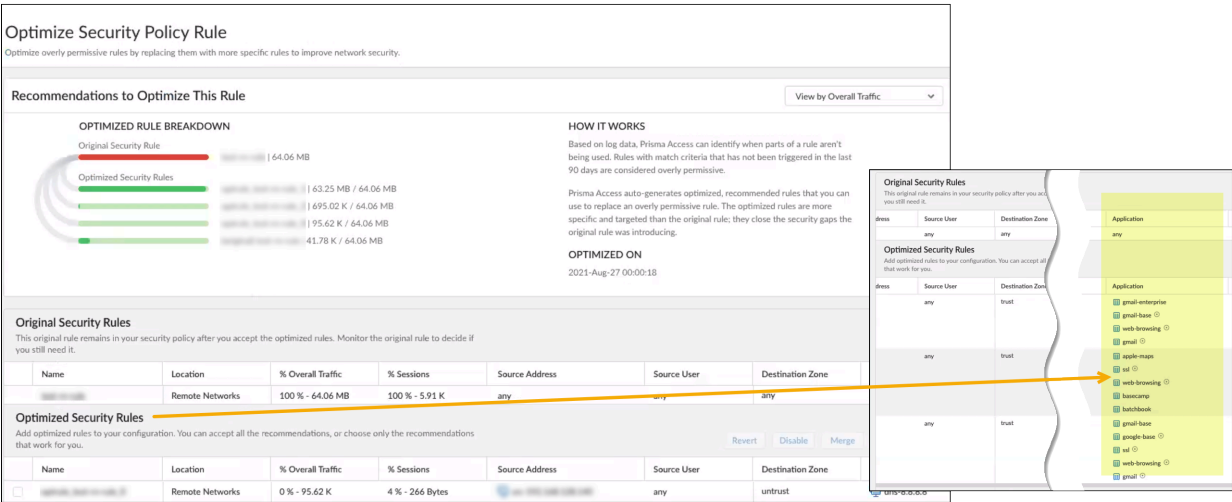 Optimize Security Policy Rule
Optimize overly permissive rules by replacing them with more specific rules to improve network security.
Recommendations to Optimize This Rule
View by Overall Traffic
OPTIMIZED RULE BREAKDOWN
Original Security Rule
| 64.06 MB
Optimized Security Rules
| 63.25 MB / 64.06 MB
| 695.02 K / 64.06 MB
| 95.62 K / 64.06 MB
41.78 K / 64.06 MB
HOW IT WORKS
Based on log data, Prisma Access can identify when parts of a rule aren't
being used. Rules with match criteria that has not been triggered in the last
90 days are considered overly permissive.
Prisma Access auto-generates optimized, recommended rules that you can
use to replace an overly permissive rule. The optimized rules are more
specific and targeted than the original rule; they close the security gaps the
original rule was introducing.
OPTIMIZED ON
2021-Aug-27 00:00:18
Original Security Rules
This original rule remains in your security policy after you accept the optimized rules. Monitor the original rule to decide if
you still need it.
Name Location % Overall Traffic % Sessions Source Address Source User Destination Zone
Remote Networks 100 % - 64.06 MB 100 % - 5.91 K any any any
Optimized Security Rules
Add optimized rules to your configuration. You can accept all the recommendations, or choose only the recommendations
that work for you.
Revert Disable Merge
Name Location % Overall Traffic % Sessions Source Address Source User Destination Zone
Remote Networks 0 % - 95.62 K 4 % - 266 Bytes any untrust
Original Security Rules
This original rule remains in your security policy after you acc
you still need it.
dress Source User Destination Zone Application
any any any
Optimized Security Rules
Add optimized rules to your configuration. You can accept all
that work for you.
dress Source User Destination Zone Application
any trust gmail-enterprise
gmail-base
web-browsing
gmail
any trust apple-maps
ssl
web-browsing
basecamp
batchbook
any trust gmail-base
google-base
ssl
web-browsing
gmail